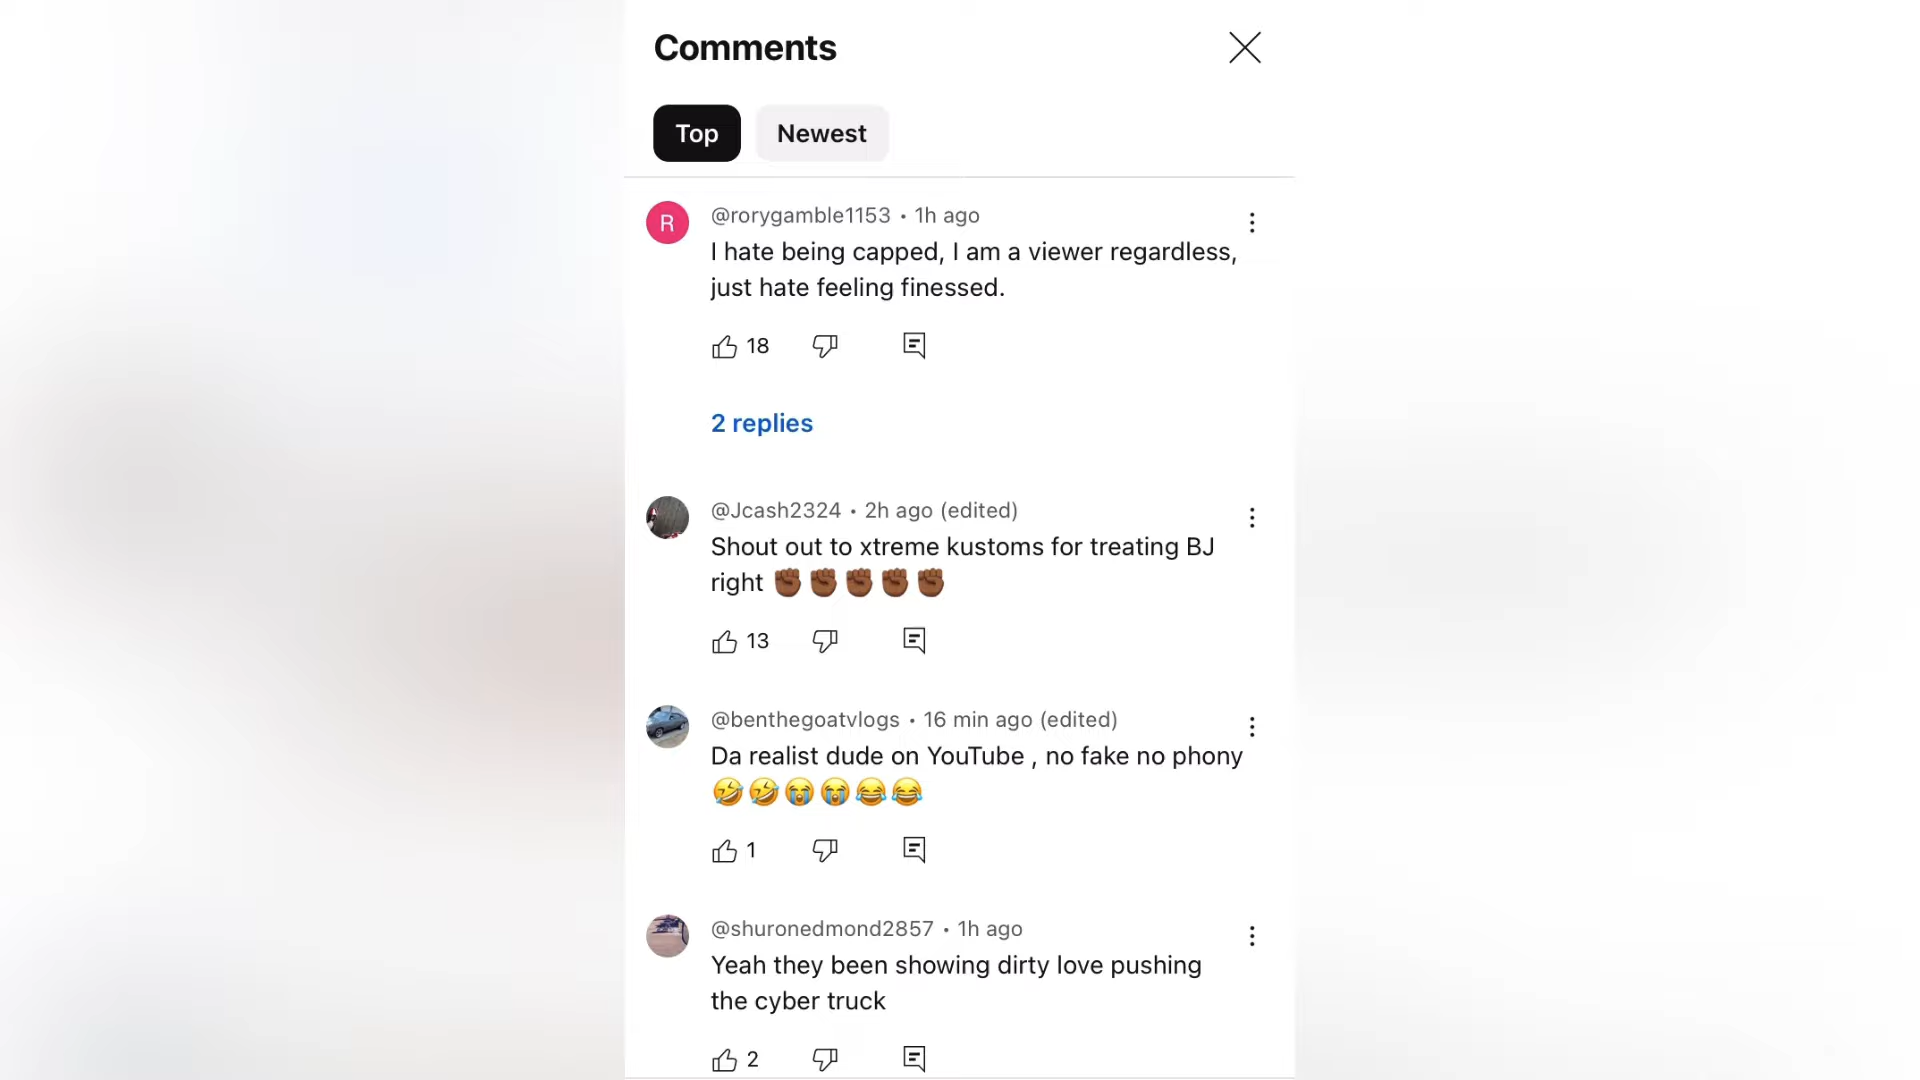 Comments
Top Newest
R
@rorygamble1153 • 1h ago
I hate being capped, I am a viewer regardless,
just hate feeling finessed.
18
2 replies
@Jcash2324 • 2h ago (edited)
Shout out to xtreme kustoms for treating BJ
right ✊🏾✊🏾✊🏾✊🏾✊🏾
13
@benthegoatvlogs • 16 min ago (edited)
Da realist dude on YouTube , no fake no phony
🤣🤣😭😭😂😂
1
@shuronedmond2857 • 1h ago
Yeah they been showing dirty love pushing
the cyber truck
2